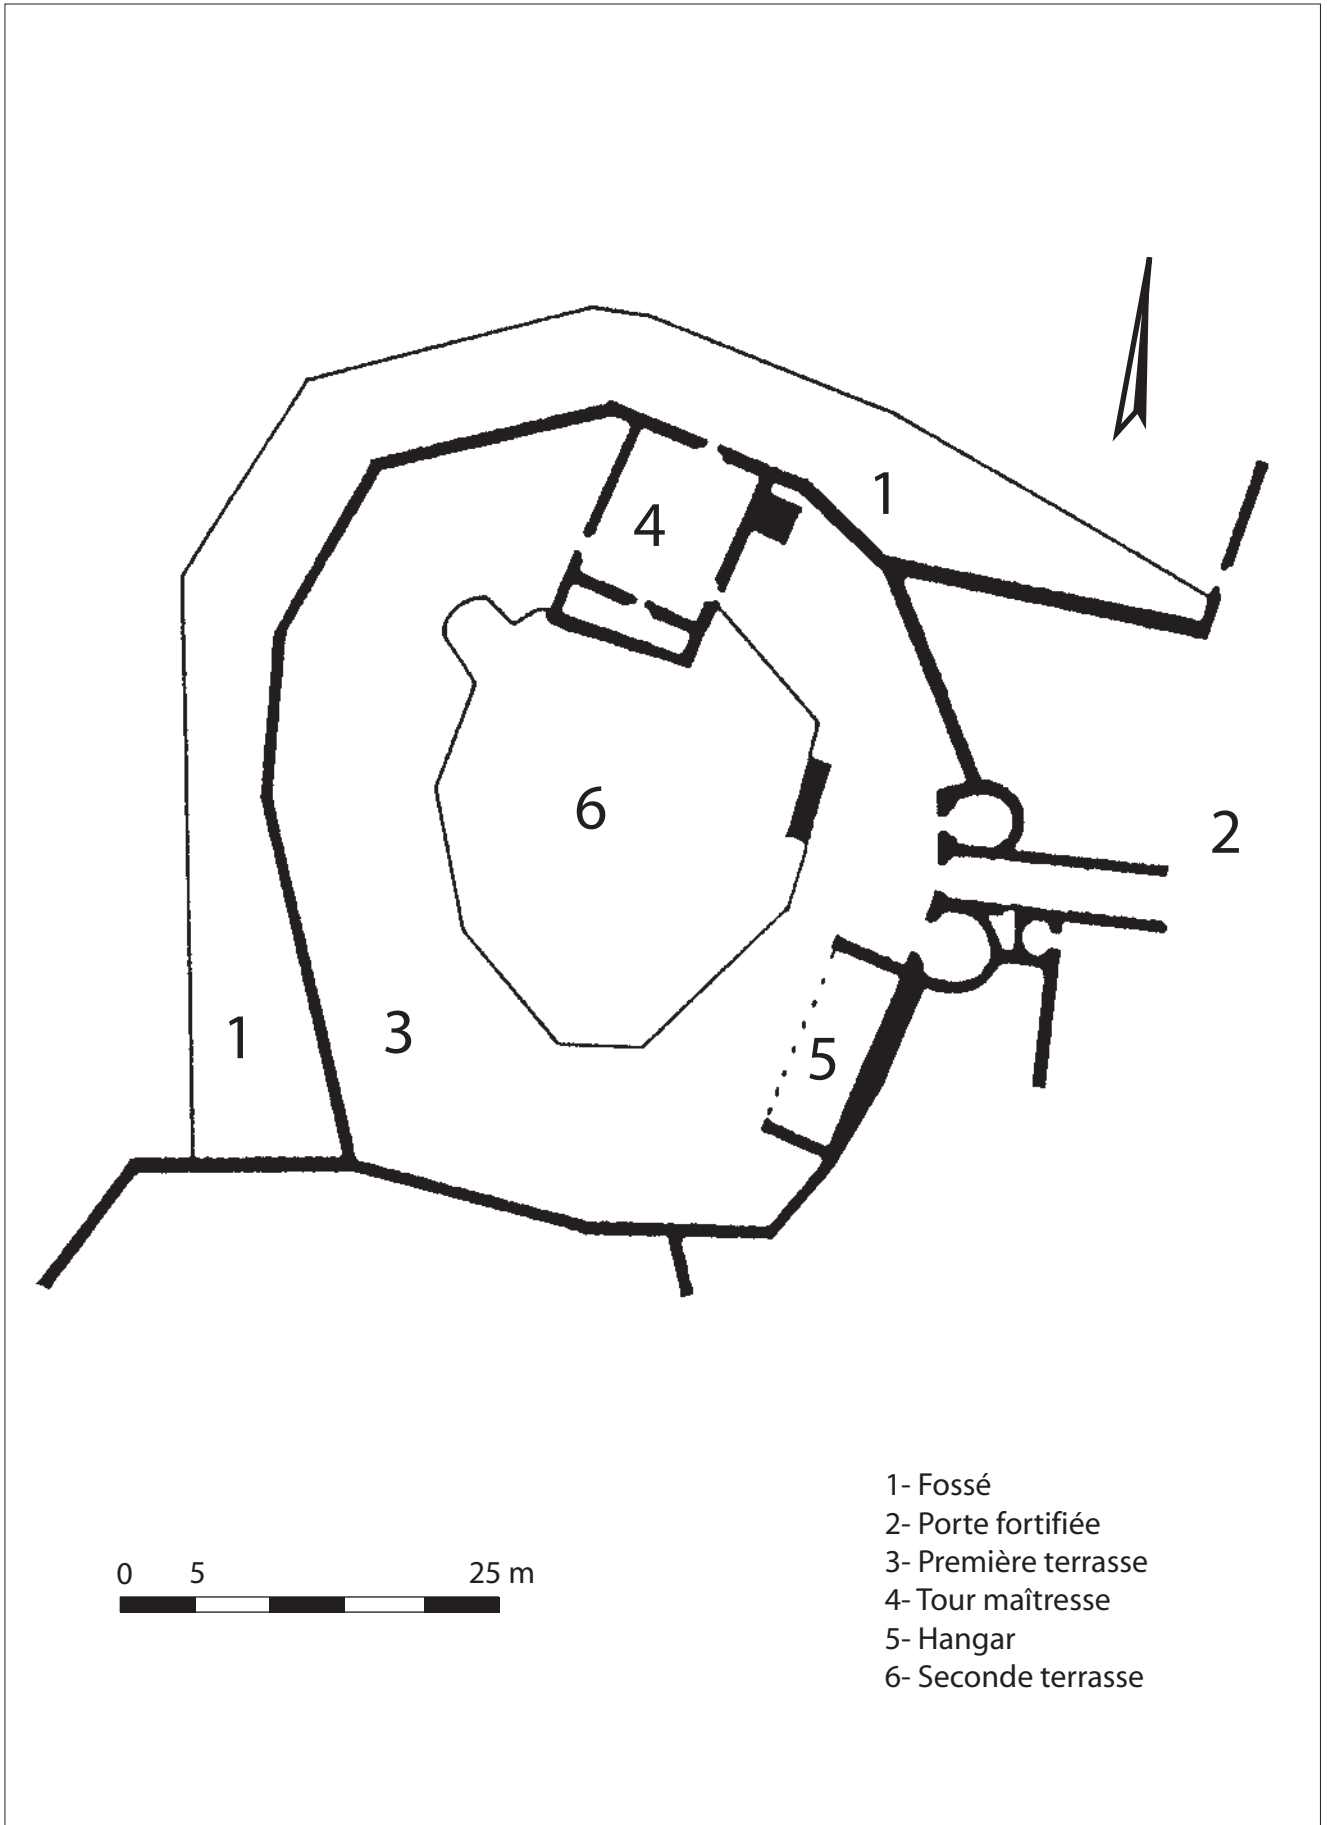 1
4
6
2
1
3
5
1- Fossé
2- Porte fortifiée
3- Première terrasse
4- Tour maîtresse
5- Hangar
6- Seconde terrasse
0 5 25 m